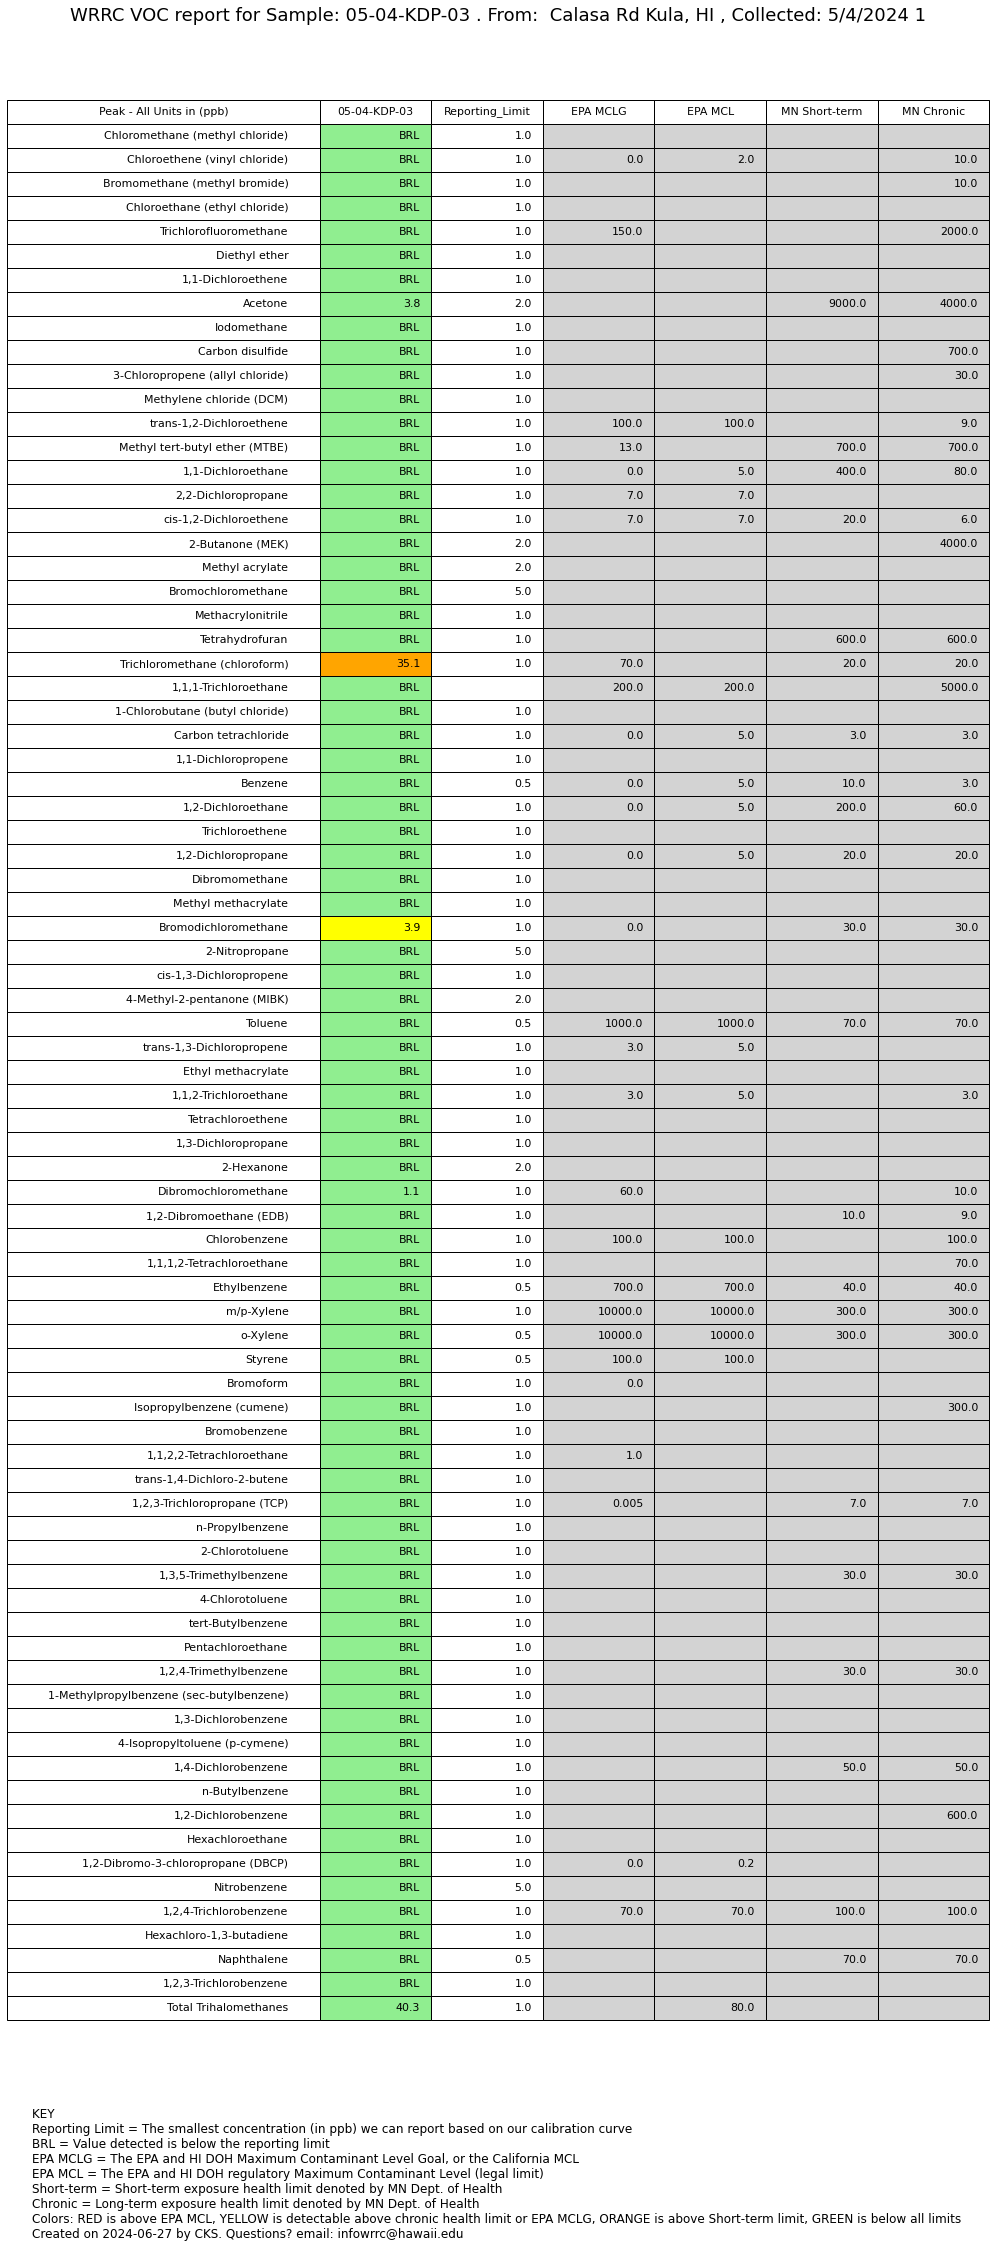 WRRC VOC report for Sample: 05-04-KDP-03 . From:  Calasa Rd Kula, HI , Collected: 5/4/2024 1
Peak - All Units in (ppb) 05-04-KDP-03 Reporting_Limit EPA MCLG EPA MCL MN Short-term MN Chronic
Chloromethane (methyl chloride) BRL 1.0
Chloroethene (vinyl chloride) BRL 1.0 0.0 2.0 10.0
Bromomethane (methyl bromide) BRL 1.0 10.0
Chloroethane (ethyl chloride) BRL 1.0
Trichlorofluoromethane BRL 1.0 150.0 2000.0
Diethyl ether BRL 1.0
1,1-Dichloroethene BRL 1.0
Acetone 3.8 2.0 9000.0 4000.0
Iodomethane BRL 1.0
Carbon disulfide BRL 1.0 700.0
3-Chloropropene (allyl chloride) BRL 1.0 30.0
Methylene chloride (DCM) BRL 1.0
trans-1,2-Dichloroethene BRL 1.0 100.0 100.0 9.0
Methyl tert-butyl ether (MTBE) BRL 1.0 13.0 700.0 700.0
1,1-Dichloroethane BRL 1.0 0.0 5.0 400.0 80.0
2,2-Dichloropropane BRL 1.0 7.0 7.0
cis-1,2-Dichloroethene BRL 1.0 7.0 7.0 20.0 6.0
2-Butanone (MEK) BRL 2.0 4000.0
Methyl acrylate BRL 2.0
Bromochloromethane BRL 5.0
Methacrylonitrile BRL 1.0
Tetrahydrofuran BRL 1.0 600.0 600.0
Trichloromethane (chloroform) 35.1 1.0 70.0 20.0 20.0
1,1,1-Trichloroethane BRL 200.0 200.0 5000.0
1-Chlorobutane (butyl chloride) BRL 1.0
Carbon tetrachloride BRL 1.0 0.0 5.0 3.0 3.0
1,1-Dichloropropene BRL 1.0
Benzene BRL 0.5 0.0 5.0 10.0 3.0
1,2-Dichloroethane BRL 1.0 0.0 5.0 200.0 60.0
Trichloroethene BRL 1.0
1,2-Dichloropropane BRL 1.0 0.0 5.0 20.0 20.0
Dibromomethane BRL 1.0
Methyl methacrylate BRL 1.0
Bromodichloromethane 3.9 1.0 0.0 30.0 30.0
2-Nitropropane BRL 5.0
cis-1,3-Dichloropropene BRL 1.0
4-Methyl-2-pentanone (MIBK) BRL 2.0
Toluene BRL 0.5 1000.0 1000.0 70.0 70.0
trans-1,3-Dichloropropene BRL 1.0 3.0 5.0
Ethyl methacrylate BRL 1.0
1,1,2-Trichloroethane BRL 1.0 3.0 5.0 3.0
Tetrachloroethene BRL 1.0
1,3-Dichloropropane BRL 1.0
2-Hexanone BRL 2.0
Dibromochloromethane 1.1 1.0 60.0 10.0
1,2-Dibromoethane (EDB) BRL 1.0 10.0 9.0
Chlorobenzene BRL 1.0 100.0 100.0 100.0
1,1,1,2-Tetrachloroethane BRL 1.0 70.0
Ethylbenzene BRL 0.5 700.0 700.0 40.0 40.0
m/p-Xylene BRL 1.0 10000.0 10000.0 300.0 300.0
o-Xylene BRL 0.5 10000.0 10000.0 300.0 300.0
Styrene BRL 0.5 100.0 100.0
Bromoform BRL 1.0 0.0
Isopropylbenzene (cumene) BRL 1.0 300.0
Bromobenzene BRL 1.0
1,1,2,2-Tetrachloroethane BRL 1.0 1.0
trans-1,4-Dichloro-2-butene BRL 1.0
1,2,3-Trichloropropane (TCP) BRL 1.0 0.005 7.0 7.0
n-Propylbenzene BRL 1.0
2-Chlorotoluene BRL 1.0
1,3,5-Trimethylbenzene BRL 1.0 30.0 30.0
4-Chlorotoluene BRL 1.0
tert-Butylbenzene BRL 1.0
Pentachloroethane BRL 1.0
1,2,4-Trimethylbenzene BRL 1.0 30.0 30.0
1-Methylpropylbenzene (sec-butylbenzene) BRL 1.0
1,3-Dichlorobenzene BRL 1.0
4-Isopropyltoluene (p-cymene) BRL 1.0
1,4-Dichlorobenzene BRL 1.0 50.0 50.0
n-Butylbenzene BRL 1.0
1,2-Dichlorobenzene BRL 1.0 600.0
Hexachloroethane BRL 1.0
1,2-Dibromo-3-chloropropane (DBCP) BRL 1.0 0.0 0.2
Nitrobenzene BRL 5.0
1,2,4-Trichlorobenzene BRL 1.0 70.0 70.0 100.0 100.0
Hexachloro-1,3-butadiene BRL 1.0
Naphthalene BRL 0.5 70.0 70.0
1,2,3-Trichlorobenzene BRL 1.0
Total Trihalomethanes 40.3 1.0 80.0
KEY
Reporting Limit = The smallest concentration (in ppb) we can report based on our calibration curve
BRL = Value detected is below the reporting limit
EPA MCLG = The EPA and HI DOH Maximum Contaminant Level Goal, or the California MCL
EPA MCL = The EPA and HI DOH regulatory Maximum Contaminant Level (legal limit)
Short-term = Short-term exposure health limit denoted by MN Dept. of Health
Chronic = Long-term exposure health limit denoted by MN Dept. of Health
Colors: RED is above EPA MCL, YELLOW is detectable above chronic health limit or EPA MCLG, ORANGE is above Short-term limit, GREEN is below all limits
Created on 2024-06-27 by CKS. Questions? email: infowrrc@hawaii.edu